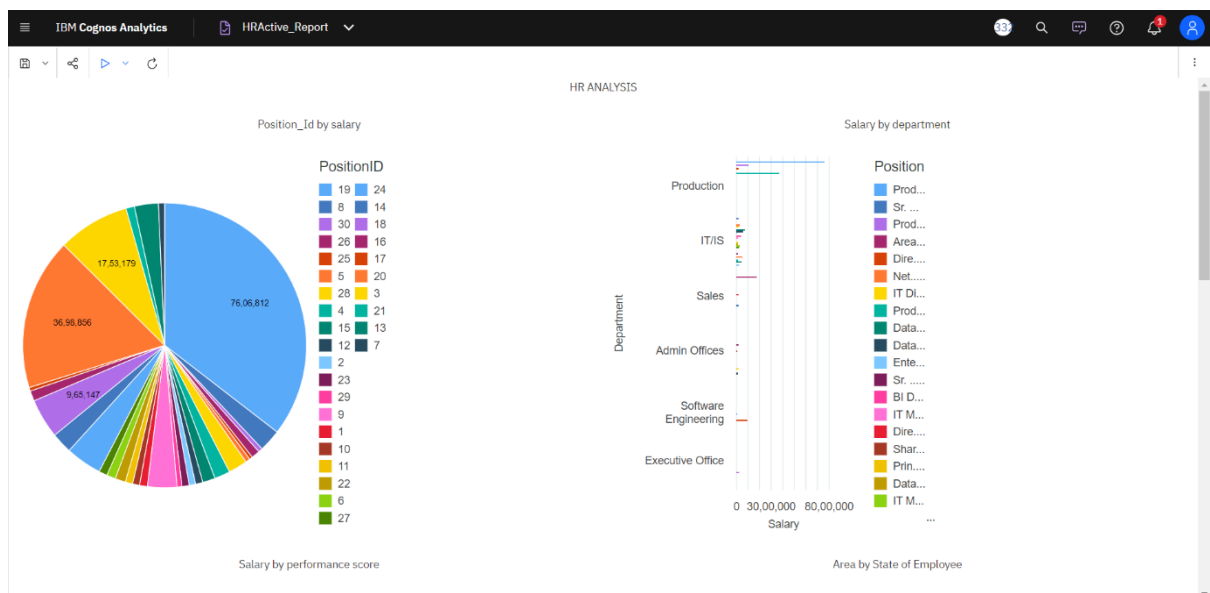 IBM Cognos Analytics
HRActive_Report
332
1
HR ANALYSIS
Position_Id by salary
PositionID
19 24
8 14
30 18
26 16
25 17
5 20
28 3
4 21
15 13
12 7
2
23
29
9
1
10
11
22
6
27
17,53,179
76,06,812
36,98,856
9,65,147
Salary by department
Department
Production
IT/IS
Sales
Admin Offices
Software
Engineering
Executive Office
0 30,00,000 80,00,000
Salary
Position
Prod...
Sr. ...
Prod...
Area...
Dire...
Net.....
IT Di...
Prod...
Data...
Data...
Ente...
Sr. .....
BI D...
IT M...
Dire....
Shar...
Prin....
Data...
IT M...
...
Salary by performance score
Area by State of Employee